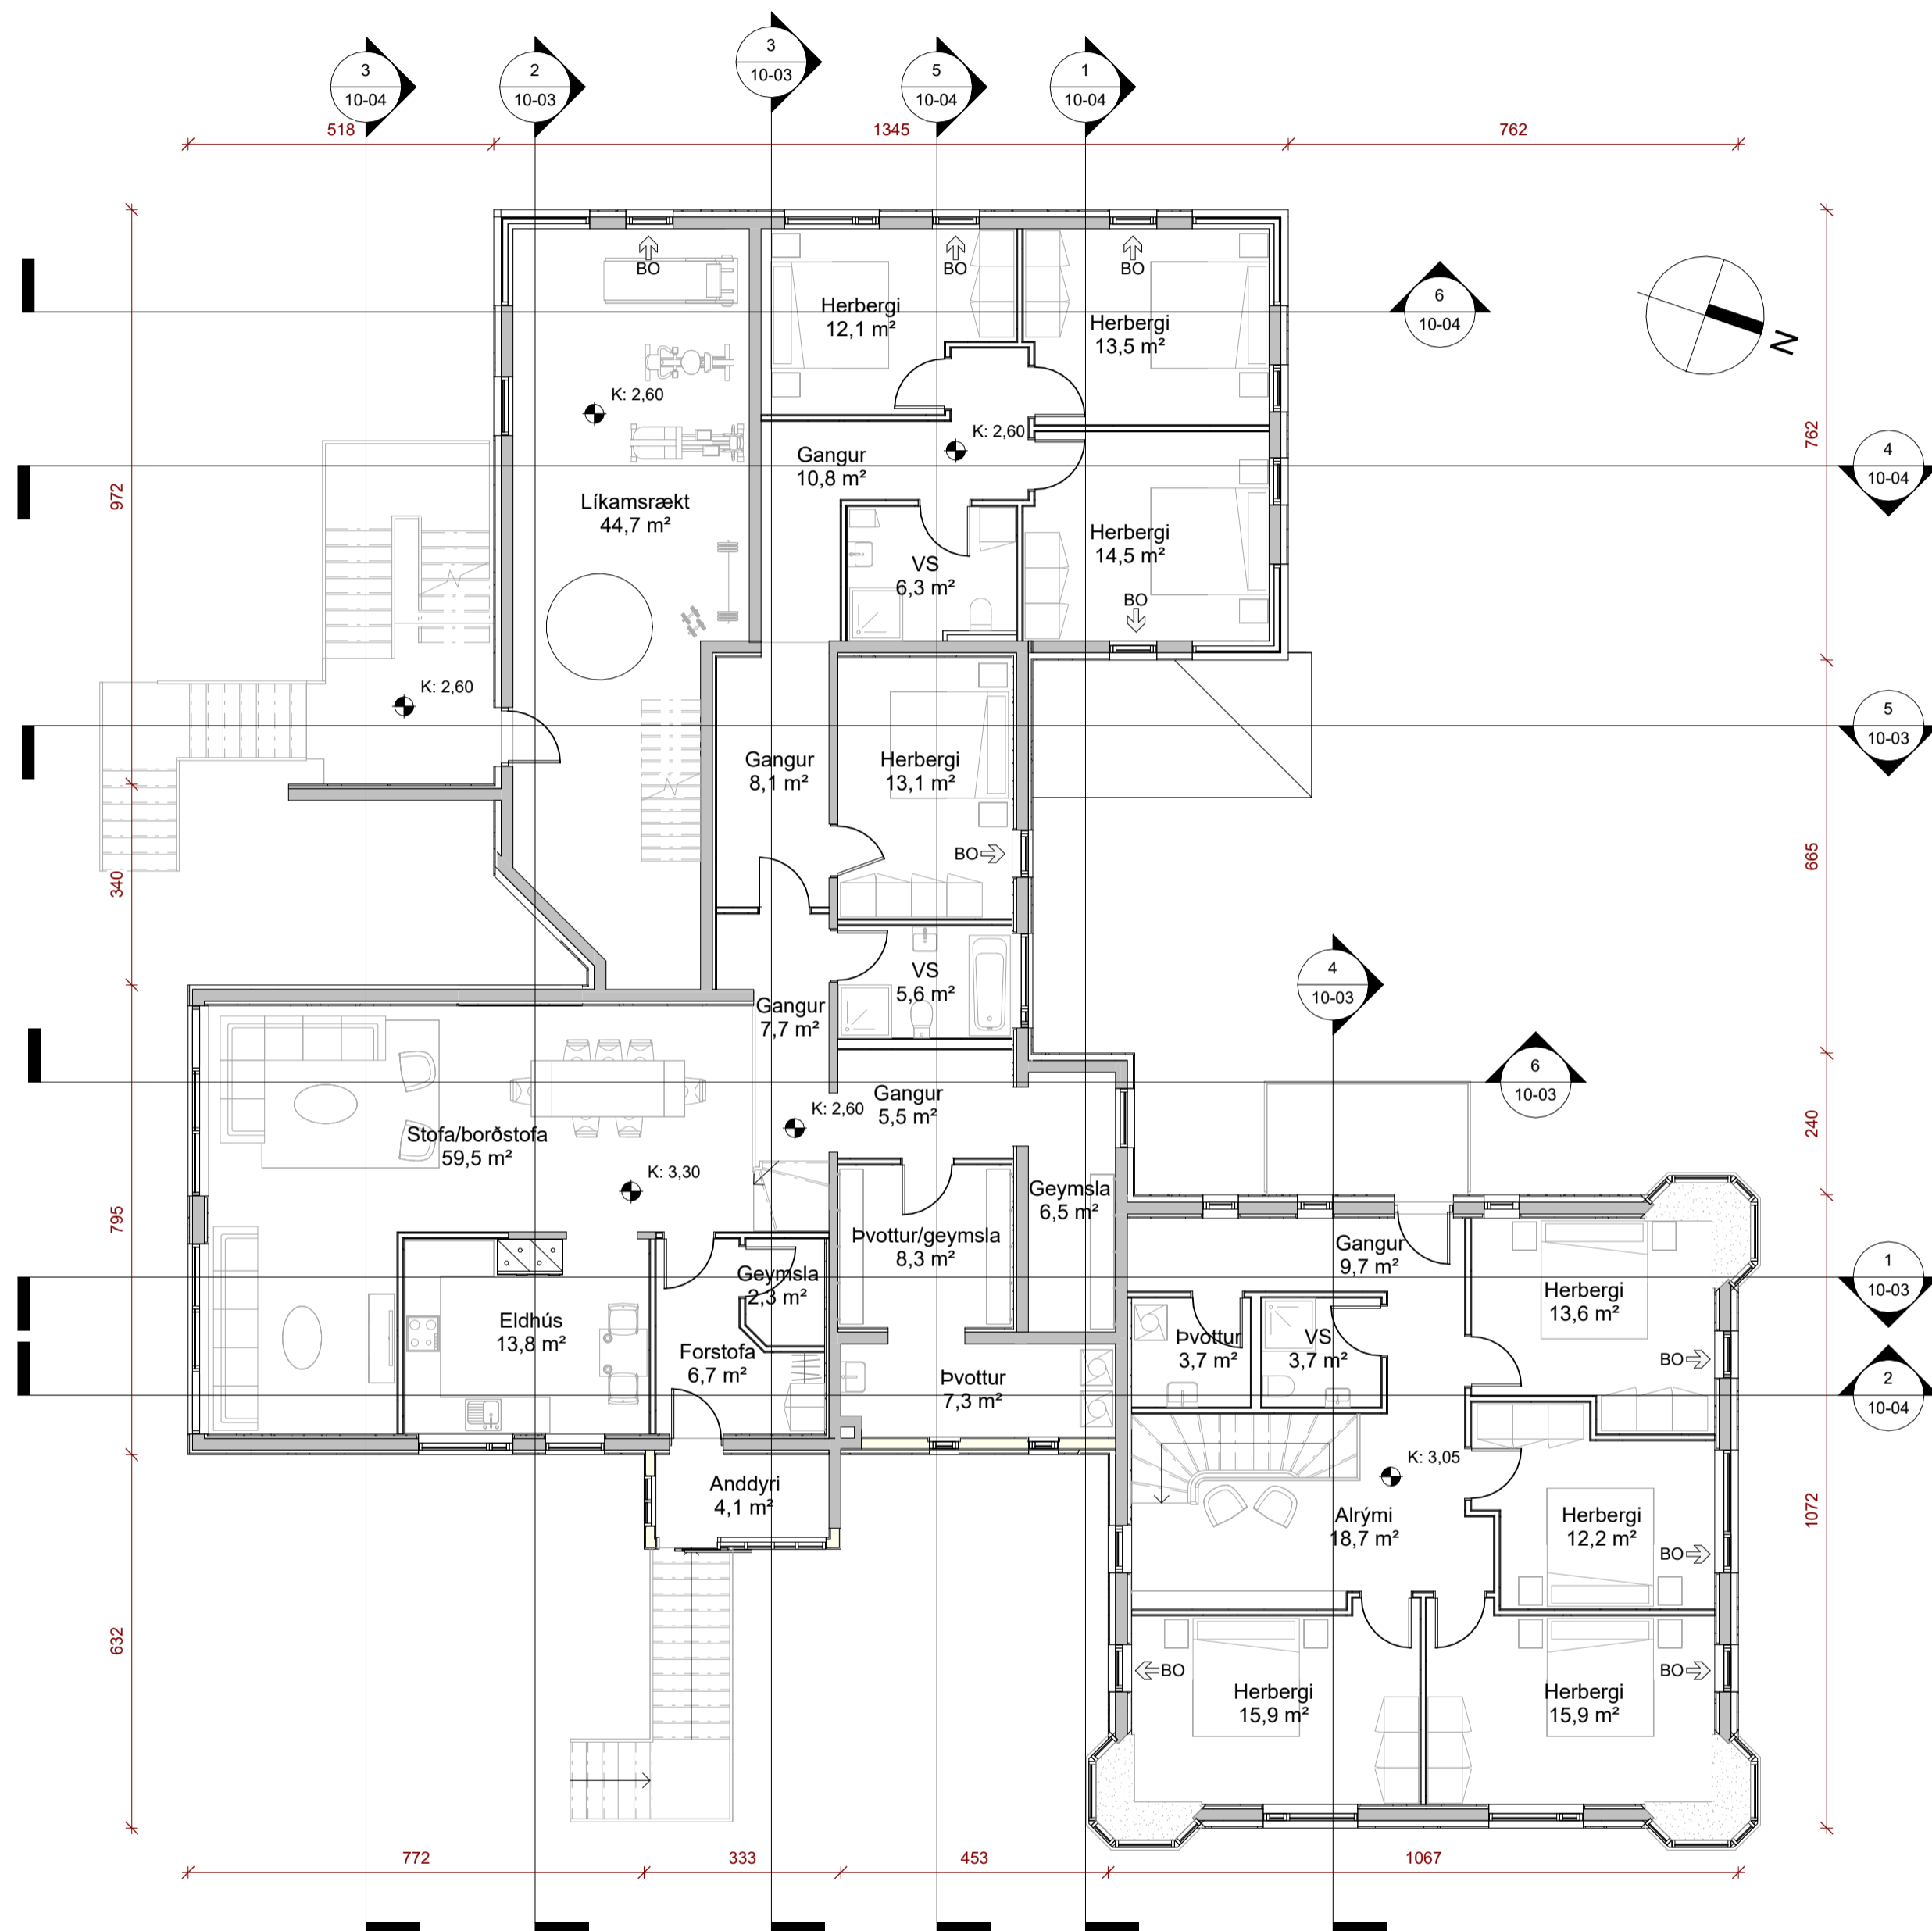 3
10-04
2
10-03
3
10-03
5
10-04
1
10-04
518
1345
762
BO
BO
BO
Herbergi
12,1 m²
Herbergi
13,5 m²
6
10-04
N
K: 2,60
K: 2,60
Gangur
10,8 m²
762
4
10-04
972
Líkamsrækt
44,7 m²
Herbergi
14,5 m²
VS
6,3 m²
BO
K: 2,60
5
10-03
Gangur
8,1 m²
Herbergi
13,1 m²
BO
665
340
VS
5,6 m²
Gangur
7,7 m²
4
10-03
6
10-03
K: 2,60
Gangur
5,5 m²
240
Stofa/borðstofa
59,5 m²
K: 3,30
Geymsla
6,5 m²
795
Þvottur/geymsla
8,3 m²
Gangur
9,7 m²
Geymsla
2,3 m²
Herbergi
13,6 m²
1
10-03
Eldhús
13,8 m²
Forstofa
6,7 m²
Þvottur
3,7 m²
VS
3,7 m²
BO
Þvottur
7,3 m²
2
10-04
K: 3,05
Anddyri
4,1 m²
Alrými
18,7 m²
Herbergi
12,2 m²
BO
1072
632
BO
BO
Herbergi
15,9 m²
Herbergi
15,9 m²
772
333
453
1067